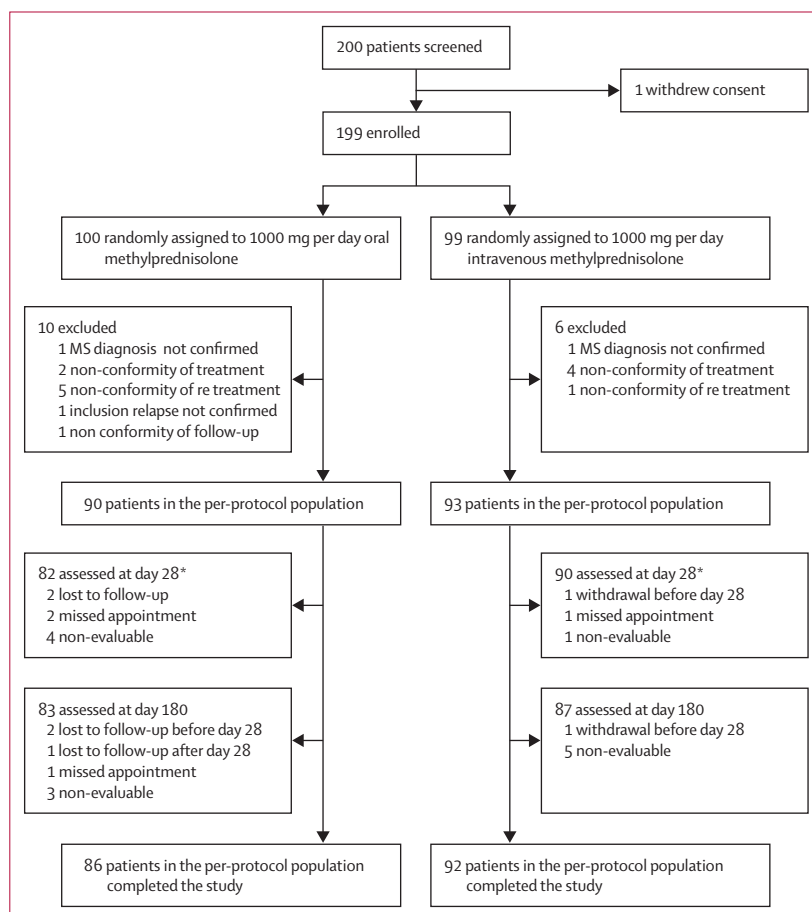 200 patients screened
1 withdrew consent
199 enrolled
100 randomly assigned to 1000 mg per day oral
methylprednisolone
99 randomly assigned to 1000 mg per day
intravenous methylprednisolone
10 excluded
1 MS diagnosis not confirmed
2 non-conformity of treatment
5 non-conformity of re treatment
1 inclusion relapse not confirmed
1 non conformity of follow-up
6 excluded
1 MS diagnosis not confirmed
4 non-conformity of treatment
1 non-conformity of re treatment
90 patients in the per-protocol population
93 patients in the per-protocol population
82 assessed at day 28*
2 lost to follow-up
2 missed appointment
4 non-evaluable
90 assessed at day 28*
1 withdrawal before day 28
1 missed appointment
1 non-evaluable
83 assessed at day 180
2 lost to follow-up before day 28
1 lost to follow-up after day 28
1 missed appointment
3 non-evaluable
87 assessed at day 180
1 withdrawal before day 28
5 non-evaluable
86 patients in the per-protocol population
completed the study
92 patients in the per-protocol population
completed the study